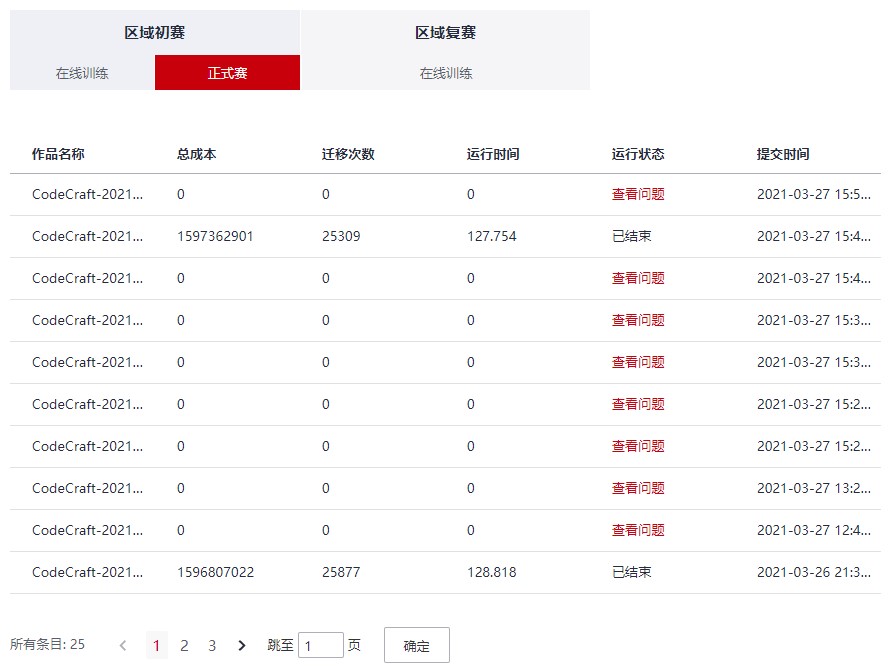 区域初赛 区域复赛
在线训练 正式赛 在线训练
作品名称 总成本 迁移次数 运行时间 运行状态 提交时间
CodeCraft-2021... 0 0 0 查看问题 2021-03-27 15:5...
CodeCraft-2021... 1597362901 25309 127.754 已结束 2021-03-27 15:4...
CodeCraft-2021... 0 0 0 查看问题 2021-03-27 15:4...
CodeCraft-2021... 0 0 0 查看问题 2021-03-27 15:3...
CodeCraft-2021... 0 0 0 查看问题 2021-03-27 15:3...
CodeCraft-2021... 0 0 0 查看问题 2021-03-27 15:2...
CodeCraft-2021... 0 0 0 查看问题 2021-03-27 15:2...
CodeCraft-2021... 0 0 0 查看问题 2021-03-27 13:2...
CodeCraft-2021... 0 0 0 查看问题 2021-03-27 12:4...
CodeCraft-2021... 1596807022 25877 128.818 已结束 2021-03-26 21:3...
所有条目: 25 < 1 2 3 > 跳至 1 页 确定